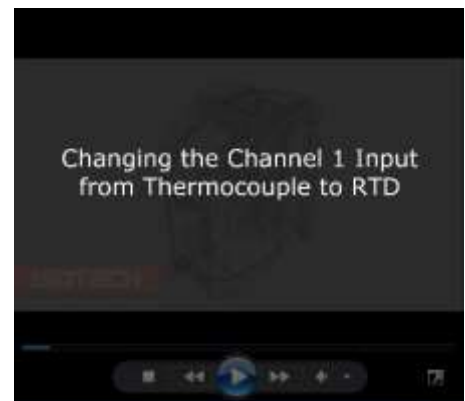 Changing the Channel 1 Input
from Thermocouple to RTD